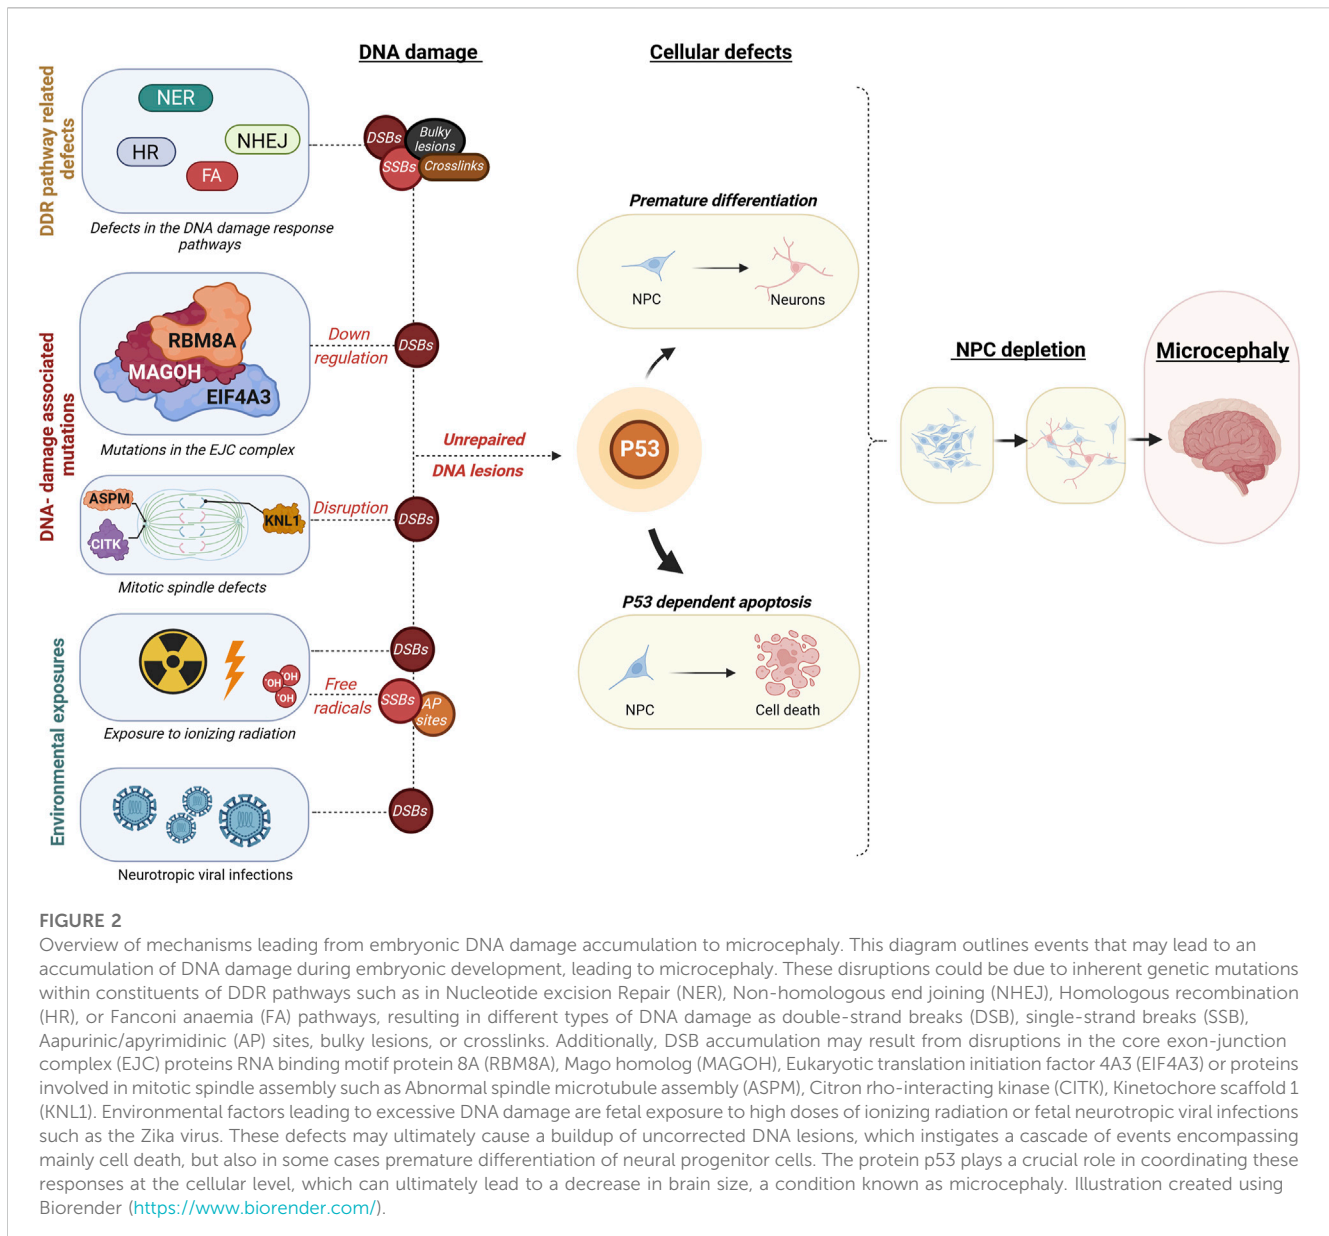 DNA damage
Cellular defects
DDR pathway related
defects
NER
HR
NHEJ
FA
Defects in the DNA damage response
pathways
DSBs
Bulky
lesions
SSBs
Crosslinks
DNA- damage associated
mutations
RBM8A
MAGOH
EIF4A3
Mutations in the EJC complex
Down
regulation
DSBs
ASPM
CITK
KNL1
Mitotic spindle defects
Disruption
DSBs
Environmental exposures
•OH
•OH
•OH
Exposure to ionizing radiation
Free
radicals
DSBs
SSBs
AP
sites
Neurotropic viral infections
DSBs
Unrepaired
DNA lesions
P53
Premature differentiation
NPC
Neurons
P53 dependent apoptosis
NPC
Cell death
NPC depletion
Microcephaly
FIGURE 2
Overview of mechanisms leading from embryonic DNA damage accumulation to microcephaly. This diagram outlines events that may lead to an
accumulation of DNA damage during embryonic development, leading to microcephaly. These disruptions could be due to inherent genetic mutations
within constituents of DDR pathways such as in Nucleotide excision Repair (NER), Non-homologous end joining (NHEJ), Homologous recombination
(HR), or Fanconi anaemia (FA) pathways, resulting in different types of DNA damage as double-strand breaks (DSB), single-strand breaks (SSB),
Aapurinic/apyrimidinic (AP) sites, bulky lesions, or crosslinks. Additionally, DSB accumulation may result from disruptions in the core exon-junction
complex (EJC) proteins RNA binding motif protein 8A (RBM8A), Mago homolog (MAGOH), Eukaryotic translation initiation factor 4A3 (EIF4A3) or proteins
involved in mitotic spindle assembly such as Abnormal spindle microtubule assembly (ASPM), Citron rho-interacting kinase (CITK), Kinetochore scaffold 1
(KNL1). Environmental factors leading to excessive DNA damage are fetal exposure to high doses of ionizing radiation or fetal neurotropic viral infections
such as the Zika virus. These defects may ultimately cause a buildup of uncorrected DNA lesions, which instigates a cascade of events encompassing
mainly cell death, but also in some cases premature differentiation of neural progenitor cells. The protein p53 plays a crucial role in coordinating these
responses at the cellular level, which can ultimately lead to a decrease in brain size, a condition known as microcephaly. Illustration created using
Biorender (https://www.biorender.com/).